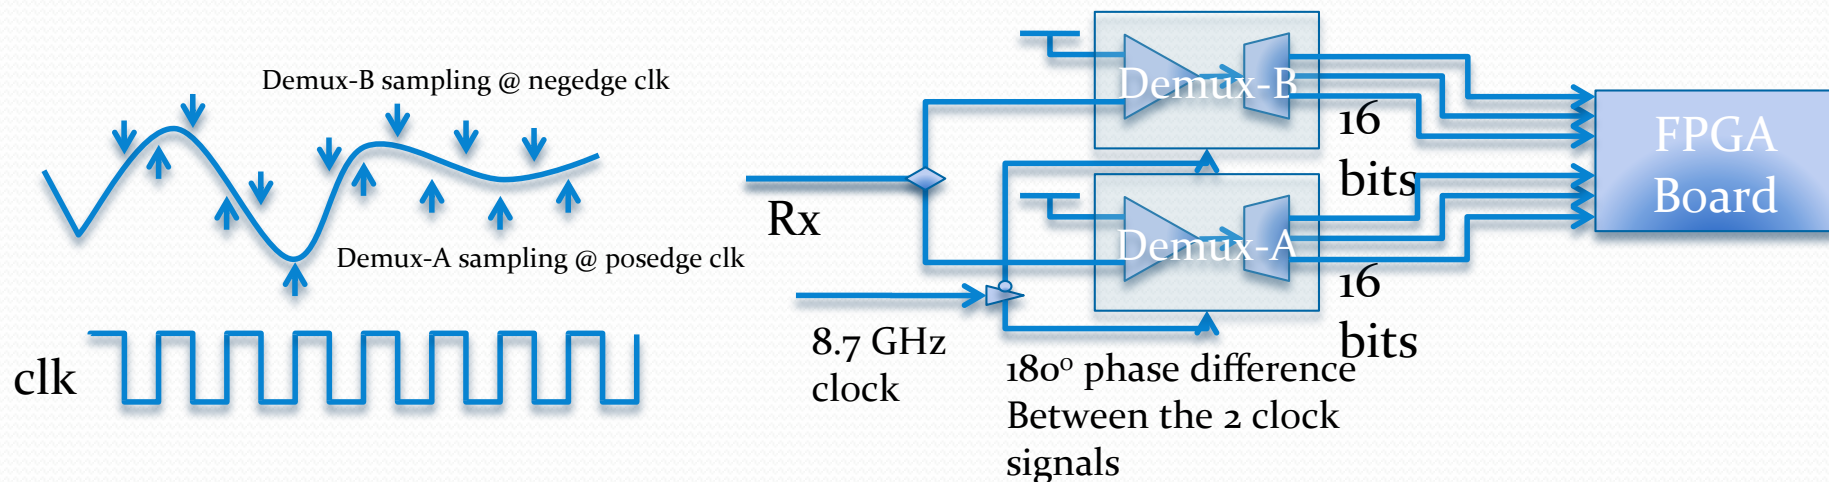 Demux-B sampling @ negedge clk
Demux-A sampling @ posedge clk
clk
Rx
8.7 GHz
clock
Demux-B
16
bits
Demux-A
16
bits
180⁰ phase difference
Between the 2 clock
signals
FPGA
Board